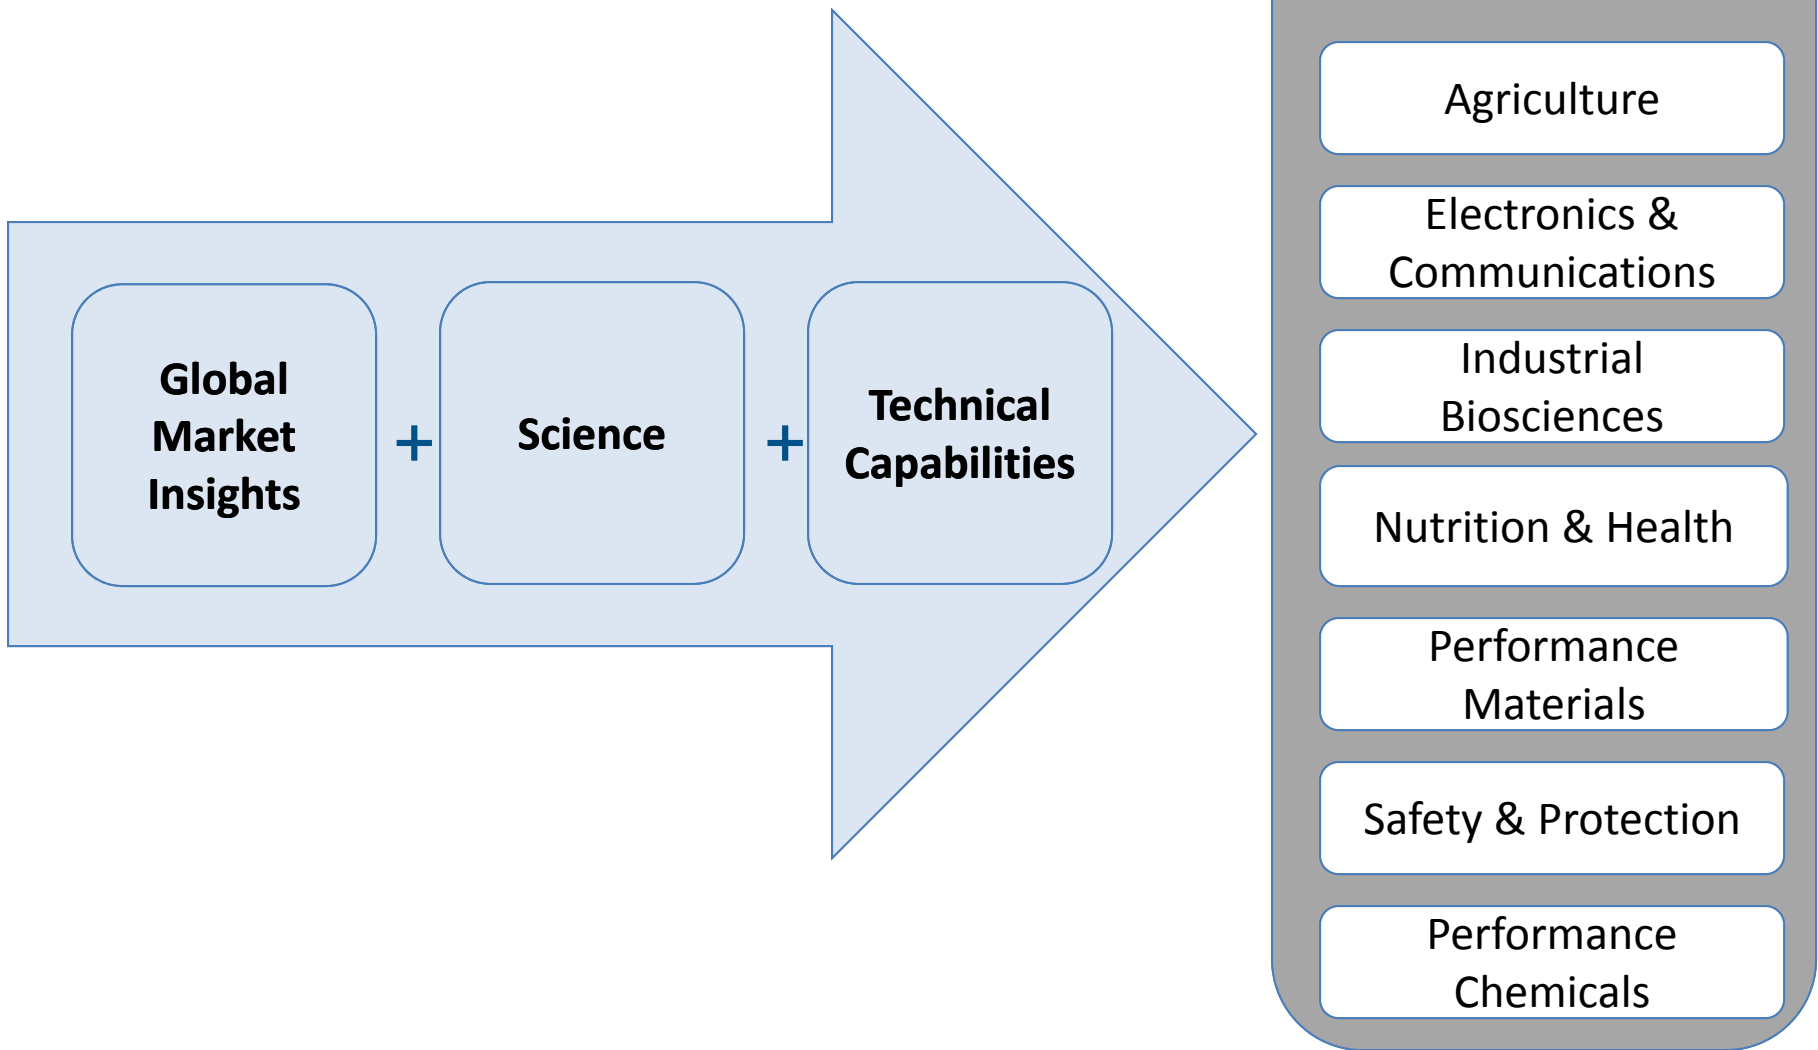 Global
Market
Insights
+
Science
+
Technical
Capabilities
Agriculture
Electronics &
Communications
Industrial
Biosciences
Nutrition & Health
Performance
Materials
Safety & Protection
Performance
Chemicals